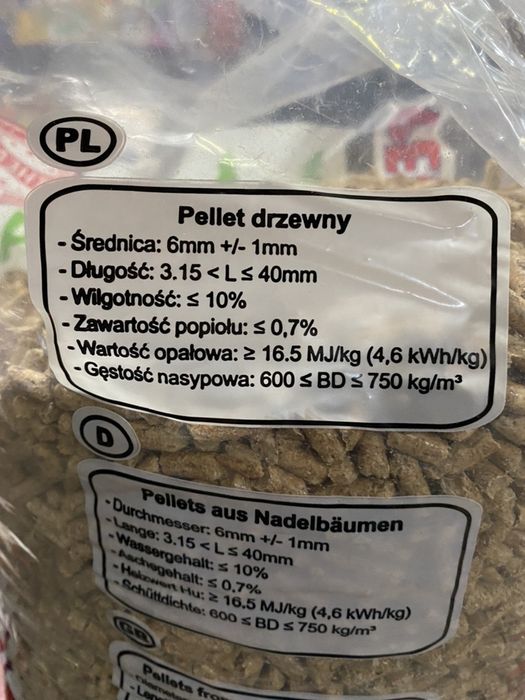 PL
Pellet drzewny
- Średnica: 6mm +/- 1mm
- Długość: 3.15 < L ≤ 40mm
- Wilgotność: ≤ 10%
- Zawartość popiołu: ≤ 0,7%
- Wartość opałowa: ≥ 16.5 MJ/kg (4,6 kWh/kg)
- Gęstość nasypowa: 600 ≤ BD ≤ 750 kg/m³
D
Pellets aus Nadelbäumen
- Durchmesser: 6mm +/- 1mm
- Lange: 3.15 < L ≤ 40mm
- Wassergehalt: ≤ 10%
- Aschegehalt: ≤ 0,7%
- Heizwert Hu: ≥ 16.5 MJ/kg (4,6 kWh/kg)
- Schüttdichte: 600 ≤ BD ≤ 750 kg/m³
GB
Pellets